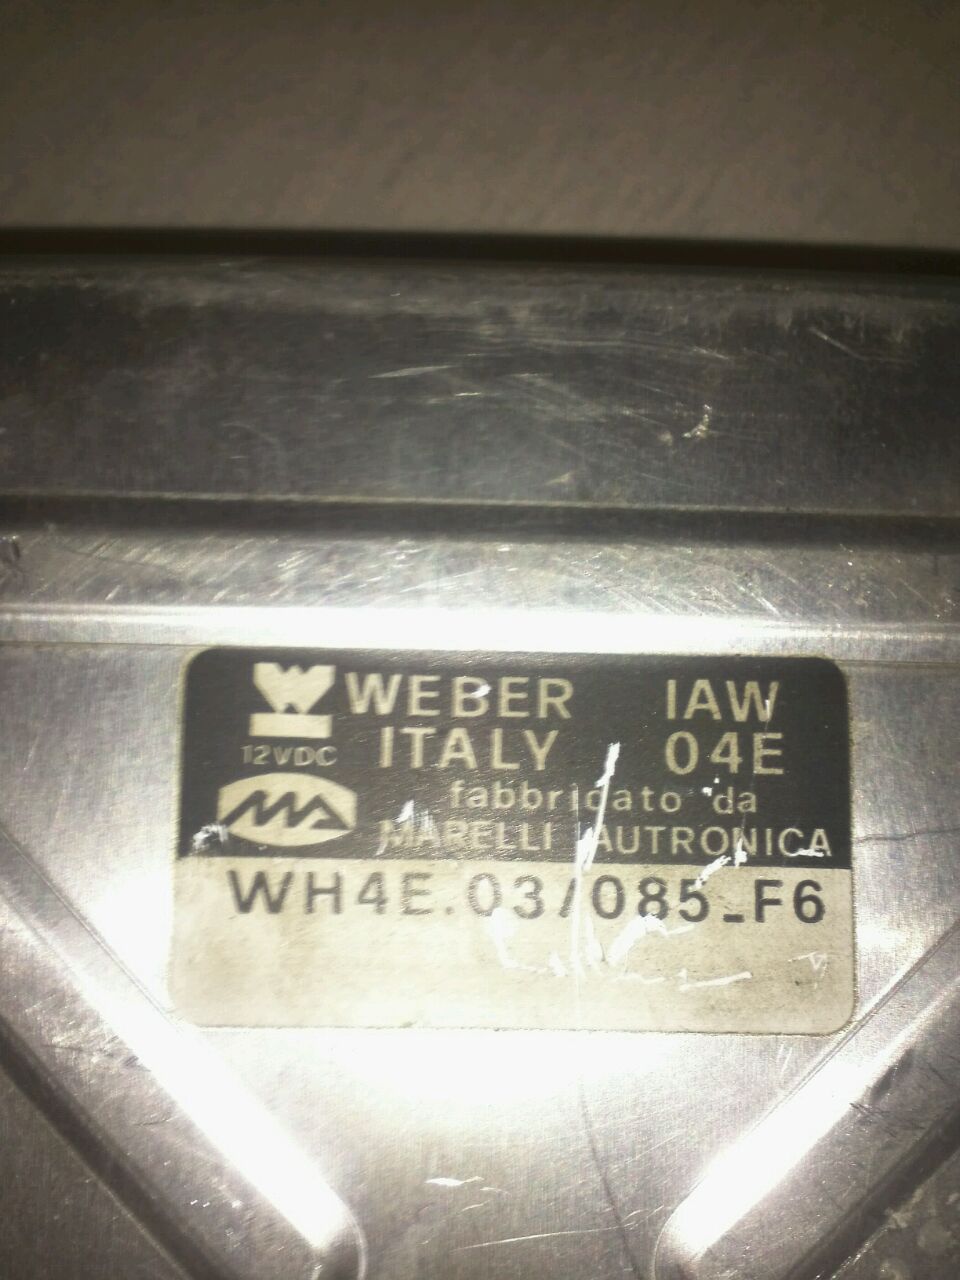 WEBER IAW
12VDC ITALY 04E
fabbricato da
MARELLI AUTRONICA
WH4E.03/085_F6